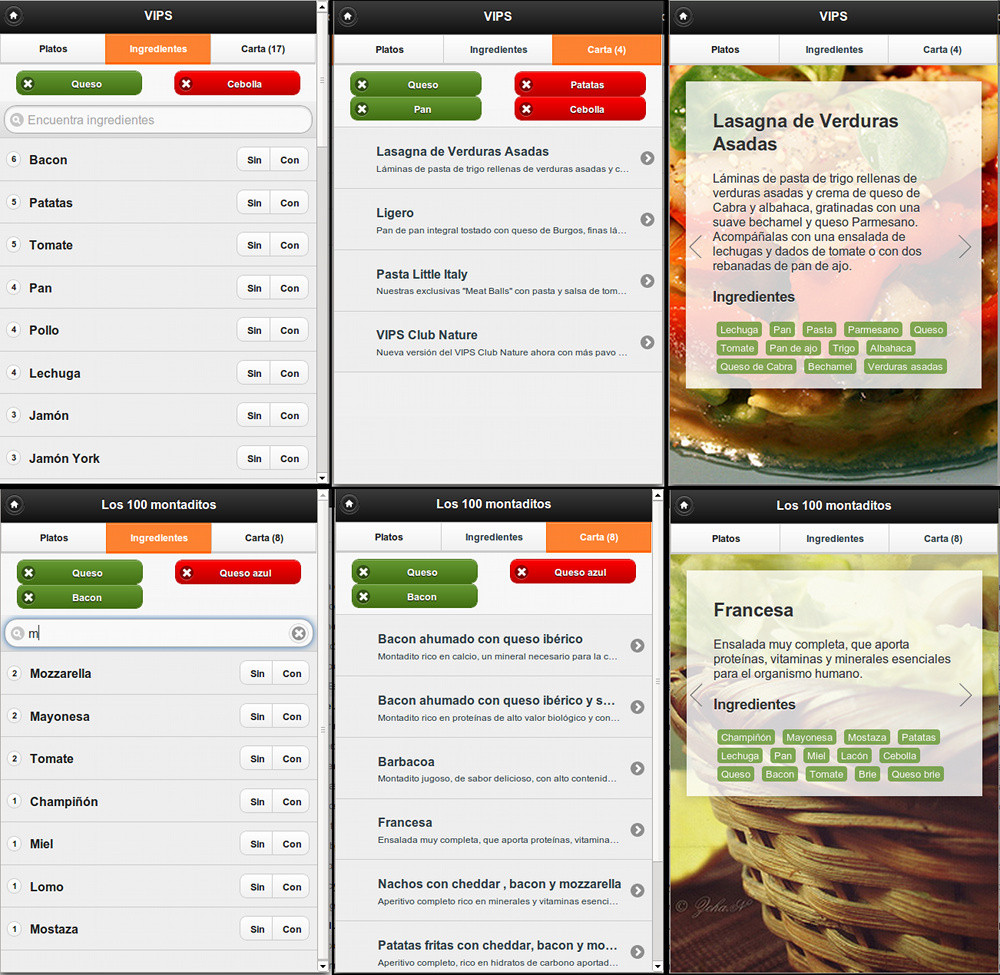 VIPS
Platos Ingredientes Carta (17)
Queso Cebolla
Encuentra ingredientes
6 Bacon Sin Con
5 Patatas Sin Con
5 Tomate Sin Con
4 Pan Sin Con
4 Pollo Sin Con
4 Lechuga Sin Con
3 Jamón Sin Con
3 Jamón York Sin Con
VIPS
Platos Ingredientes Carta (4)
Queso Patatas
Pan Cebolla
Lasagna de Verduras Asadas
Láminas de pasta de trigo rellenas de verduras asadas y c...
Ligero
Pan de pan integral tostado con queso de Burgos, finas lá...
Pasta Little Italy
Nuestras exclusivas "Meat Balls" con pasta y salsa de tom...
VIPS Club Nature
Nueva versión del VIPS Club Nature ahora con más pavo ...
VIPS
Platos Ingredientes Carta (4)
Lasagna de Verduras
Asadas
Láminas de pasta de trigo rellenas de
verduras asadas y crema de queso de
Cabra y albahaca, gratinadas con una
suave bechamel y queso Parmesano.
Acompáñalas con una ensalada de
lechugas y dados de tomate o con dos
rebanadas de pan de ajo.
Ingredientes
Lechuga Pan Pasta Parmesano Queso
Tomate Pan de ajo Trigo Albahaca
Queso de Cabra Bechamel Verduras asadas
Los 100 montaditos
Platos Ingredientes Carta (8)
Queso Queso azul
Bacon
m
2 Mozzarella Sin Con
2 Mayonesa Sin Con
2 Tomate Sin Con
1 Champiñón Sin Con
1 Miel Sin Con
1 Lomo Sin Con
1 Mostaza Sin Con
Los 100 montaditos
Platos Ingredientes Carta (8)
Queso Queso azul
Bacon
Bacon ahumado con queso ibérico
Montadito rico en calcio, un mineral necesario para la c...
Bacon ahumado con queso ibérico y s...
Montadito rico en proteínas de alto valor biológico y con...
Barbacoa
Montadito jugoso, de sabor delicioso, con alto contenid...
Francesa
Ensalada muy completa, que aporta proteínas, vitamina...
Nachos con cheddar , bacon y mozzarella
Aperitivo completo rico en minerales y vitaminas esenci...
Patatas fritas con cheddar, bacon y mo...
Aperitivo completo, rico en hidratos de carbono aportad...
Los 100 montaditos
Platos Ingredientes Carta (8)
Francesa
Ensalada muy completa, que aporta
proteínas, vitaminas y minerales esenciales
para el organismo humano.
Ingredientes
Champiñón Mayonesa Mostaza Patatas
Lechuga Pan Miel Lacón Cebolla
Queso Bacon Tomate Brie Queso brie